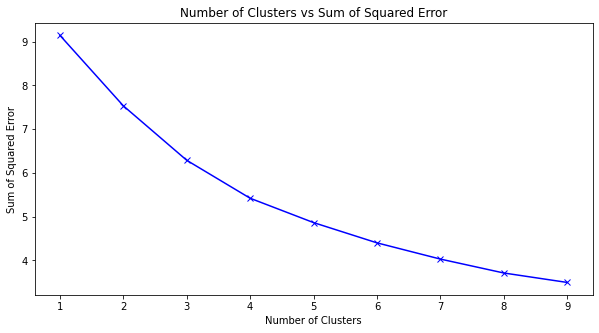 Number of Clusters vs Sum of Squared Error
Sum of Squared Error
9
8
7
6
5
4
1 2 3 4 5 6 7 8 9
Number of Clusters